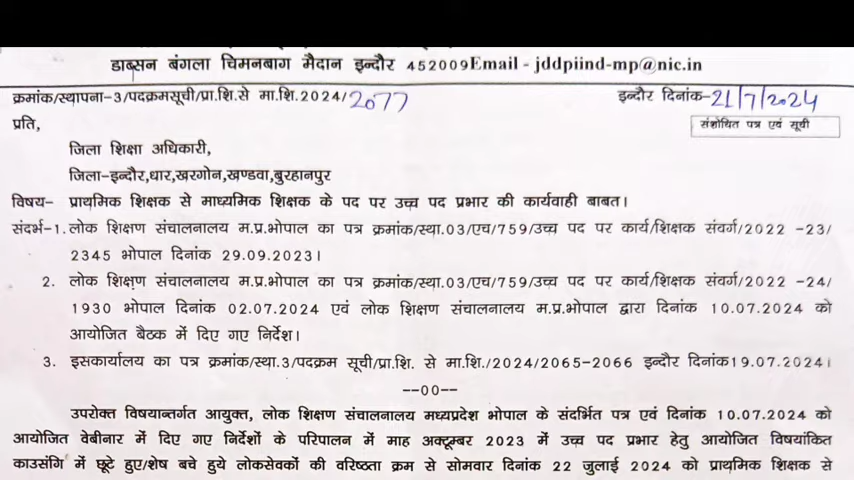 डाब्सन बंगला चिमनबाग मैदान इन्दौर 452009Email - jddpiind-mp@nic.in
क्रमांक/स्थापना-3/पदक्रमसूची/प्रा.शि.से मा.शि.2024/2077 इन्दौर दिनांक-21/7/2024
प्रति, संशोधित पत्र एवं सूची
जिला शिक्षा अधिकारी,
जिला-इन्दौर,धार,खरगोन,खण्डवा,बुरहानपुर
विषय- प्राथमिक शिक्षक से माध्यमिक शिक्षक के पद पर उच्च पद प्रभार की कार्यवाही बाबत।
संदर्भ-1. लोक शिक्षण संचालनालय म.प्र.भोपाल का पत्र क्रमांक/स्था.03/एच/759/उच्च पद पर कार्य/शिक्षक संवर्ग/2022 -23/
2345 भोपाल दिनांक 29.09.2023।
2. लोक शिक्षण संचालनालय म.प्र.भोपाल का पत्र क्रमांक/स्था.03/एच/759/उच्च पद पर कार्य/शिक्षक संवर्ग/2022 -24/
1930 भोपाल दिनांक 02.07.2024 एवं लोक शिक्षण संचालनालय म.प्र.भोपाल द्वारा दिनांक 10.07.2024 को
आयोजित बैठक में दिए गए निर्देश।
3. इसकार्यालय का पत्र क्रमांक/स्था.3/पदक्रम सूची/प्रा.शि. से मा.शि./2024/2065-2066 इन्दौर दिनांक19.07.2024।
--00--
उपरोक्त विषयान्तर्गत आयुक्त, लोक शिक्षण संचालनालय मध्यप्रदेश भोपाल के संदर्भित पत्र एवं दिनांक 10.07.2024 को
आयोजित वेबीनार में दिए गए निर्देशों के परिपालन में माह अक्टूम्बर 2023 में उच्च पद प्रभार हेतु आयोजित विषयांकित
काउसंगि में छूटे हुए/शेष बचे हुये लोकसेवकों की वरिष्ठता क्रम से सोमवार दिनांक 22 जुलाई 2024 को प्राथमिक शिक्षक से